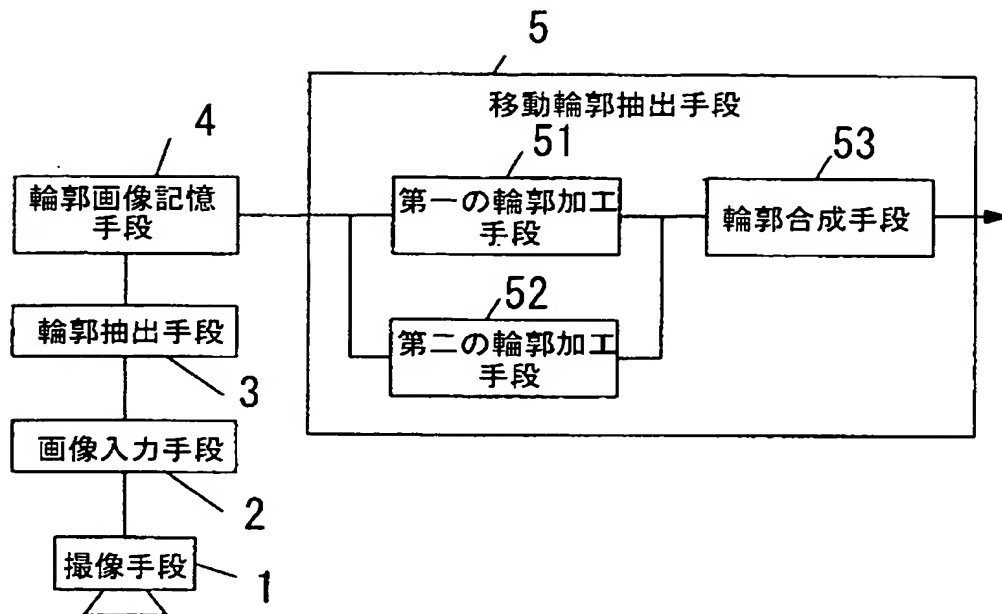 5
移動輪郭抽出手段
4
51
53
輪郭画像記憶
手段
第一の輪郭加工
手段
輪郭合成手段
52
輪郭抽出手段
第二の輪郭加工
手段
3
画像入力手段
2
撮像手段
1